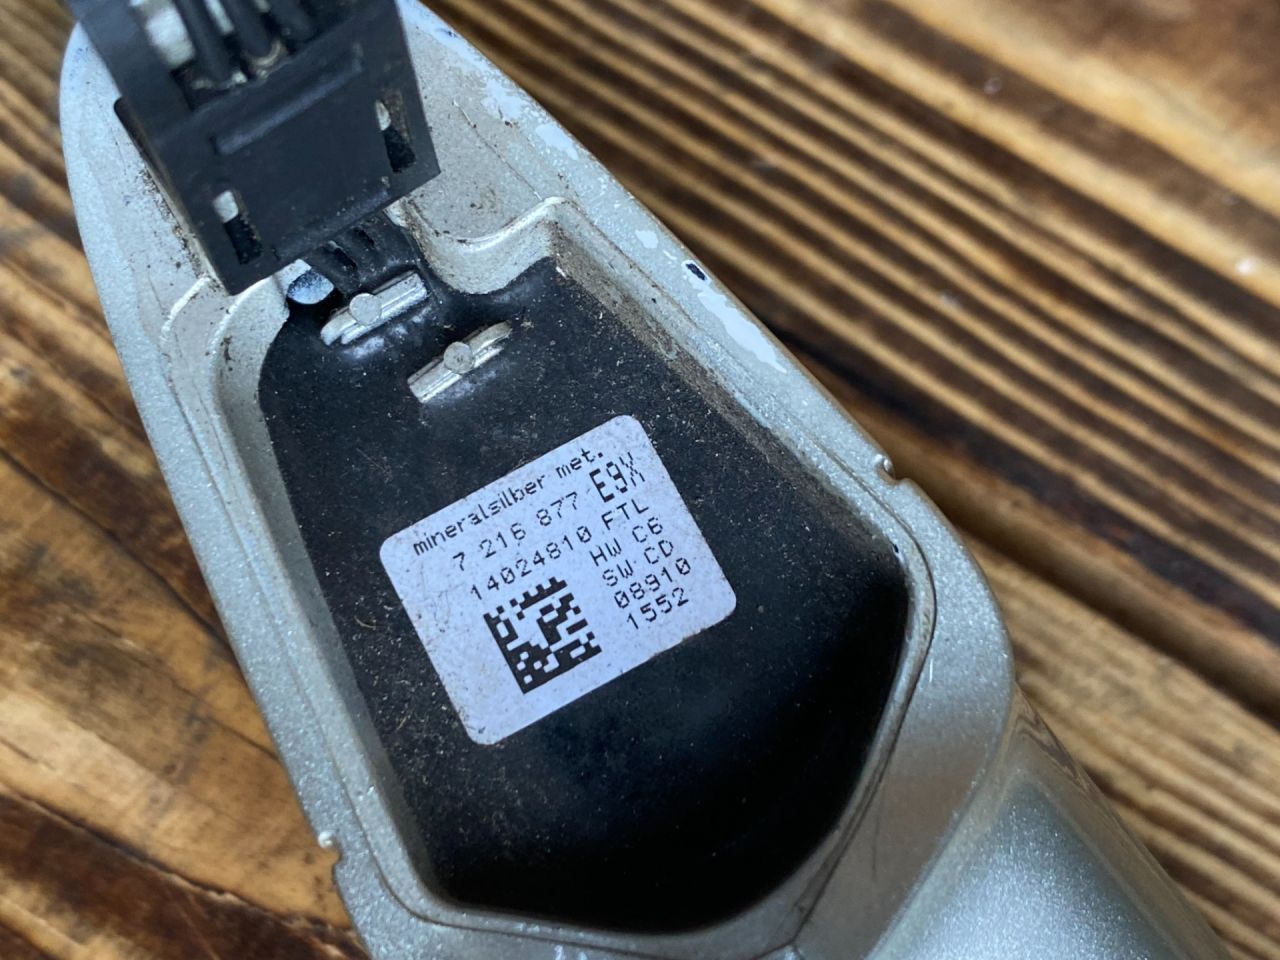 mineralsilber met.
7 216 877 E9X
14024810 FTL
HW C6
SW CD
08910
1552